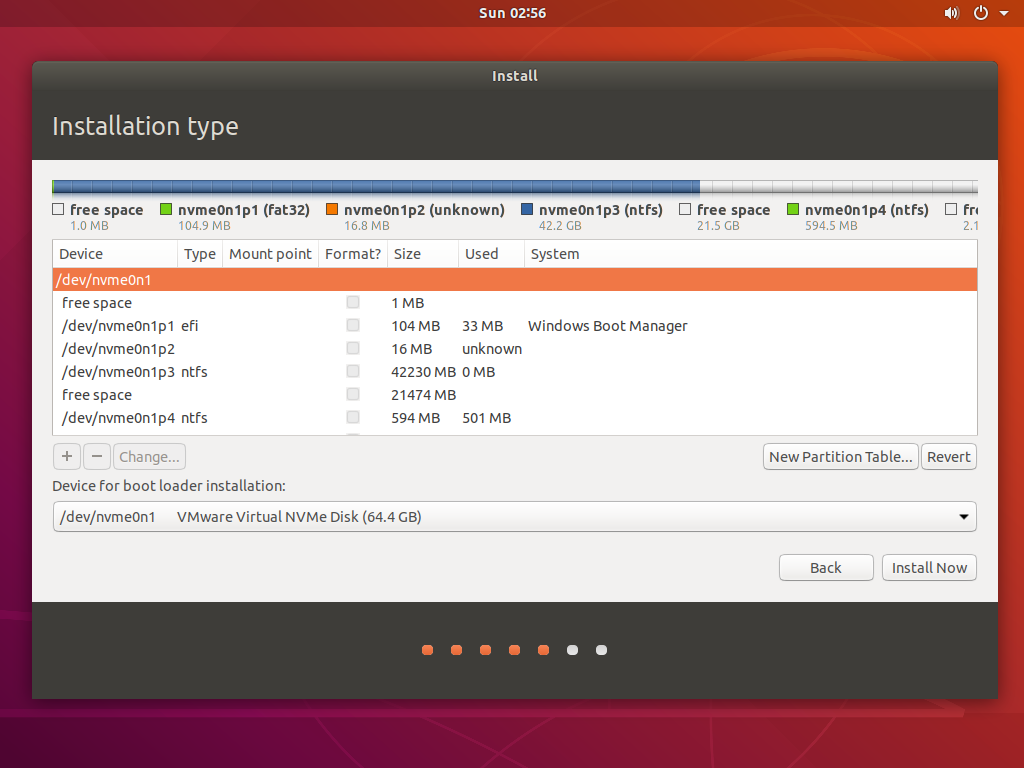 Sun 02:56
Install
Installation type
free space nvme0n1p1 (fat32) nvme0n1p2 (unknown) nvme0n1p3 (ntfs) free space nvme0n1p4 (ntfs) fre
1.0 MB 104.9 MB 16.8 MB 42.2 GB 21.5 GB 594.5 MB 2.1
Device Type Mount point Format? Size Used System
/dev/nvme0n1
free space 1 MB
/dev/nvme0n1p1 efi 104 MB 33 MB Windows Boot Manager
/dev/nvme0n1p2 16 MB unknown
/dev/nvme0n1p3 ntfs 42230 MB 0 MB
free space 21474 MB
/dev/nvme0n1p4 ntfs 594 MB 501 MB
+ − Change... New Partition Table... Revert
Device for boot loader installation:
/dev/nvme0n1 VMware Virtual NVMe Disk (64.4 GB)
Back Install Now